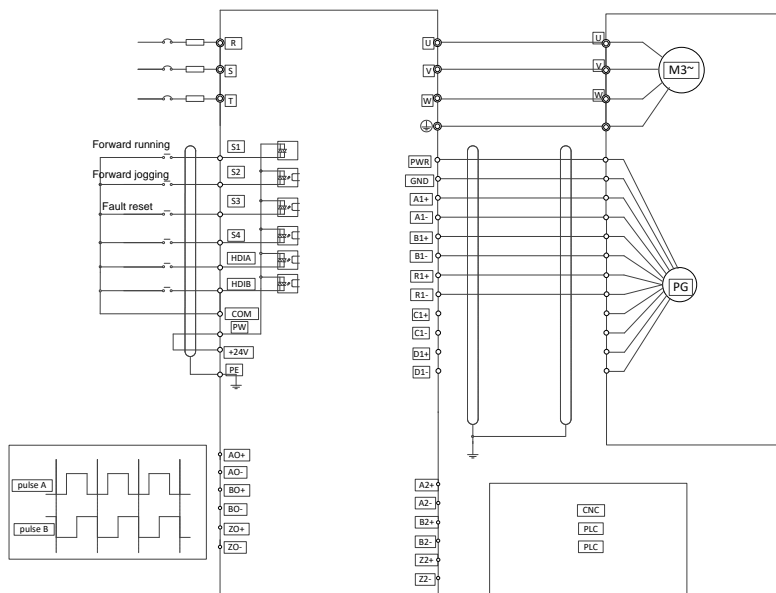 R
S
T
U
V
W
U
V
W
M3~
Forward running
Forward jogging
Fault reset
S1
S2
S3
S4
HDIA
HDIB
COM
PW
+24V
PE
PWR
GND
A1+
A1-
B1+
B1-
R1+
R1-
C1+
C1-
D1+
D1-
PG
pulse A
pulse B
AO+
AO-
BO+
BO-
ZO+
ZO-
A2+
A2-
B2+
B2-
Z2+
Z2-
CNC
PLC
PLC